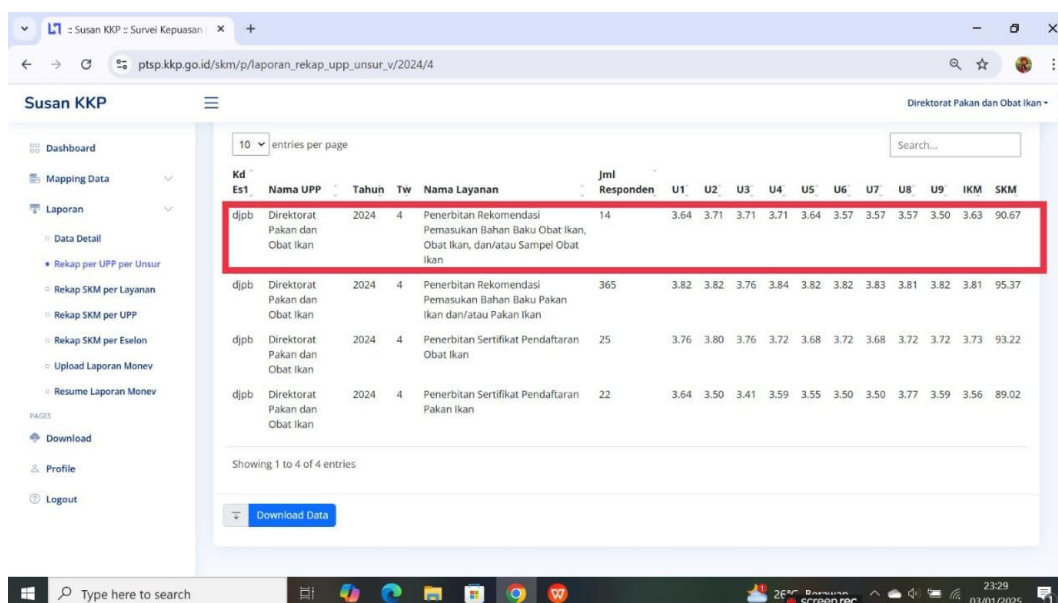 :: Susan KKP :: Survei Kepuasan
ptsp.kkp.go.id/skm/p/laporan_rekap_upp_unsur_v/2024/4
Susan KKP
Direktorat Pakan dan Obat Ikan
Dashboard
Mapping Data
Laporan
Data Detail
Rekap per UPP per Unsur
Rekap SKM per Layanan
Rekap SKM per UPP
Rekap SKM per Eselon
Upload Laporan Monev
Resume Laporan Monev
PAGES
Download
Profile
Logout
10 entries per page
Search...
Kd Jml
Es1 Nama UPP Tahun Tw Nama Layanan Responden U1 U2 U3 U4 U5 U6 U7 U8 U9 IKM SKM
djpb Direktorat 2024 4 Penerbitan Rekomendasi 14 3.64 3.71 3.71 3.71 3.64 3.57 3.57 3.57 3.50 3.63 90.67
Pakan dan Pemasukan Bahan Baku Obat Ikan,
Obat Ikan Obat Ikan, dan/atau Sampel Obat
Ikan
djpb Direktorat 2024 4 Penerbitan Rekomendasi 365 3.82 3.82 3.76 3.84 3.82 3.82 3.83 3.81 3.82 3.81 95.37
Pakan dan Pemasukan Bahan Baku Pakan
Obat Ikan Ikan dan/atau Pakan Ikan
djpb Direktorat 2024 4 Penerbitan Sertifikat Pendaftaran 25 3.76 3.80 3.76 3.72 3.68 3.72 3.68 3.72 3.72 3.73 93.22
Pakan dan Obat Ikan
Obat Ikan
djpb Direktorat 2024 4 Penerbitan Sertifikat Pendaftaran 22 3.64 3.50 3.41 3.59 3.55 3.50 3.50 3.77 3.59 3.56 89.02
Pakan dan Pakan Ikan
Obat Ikan
Showing 1 to 4 of 4 entries
Download Data
Type here to search
26°C
screen rec
23:29
03/01/2025